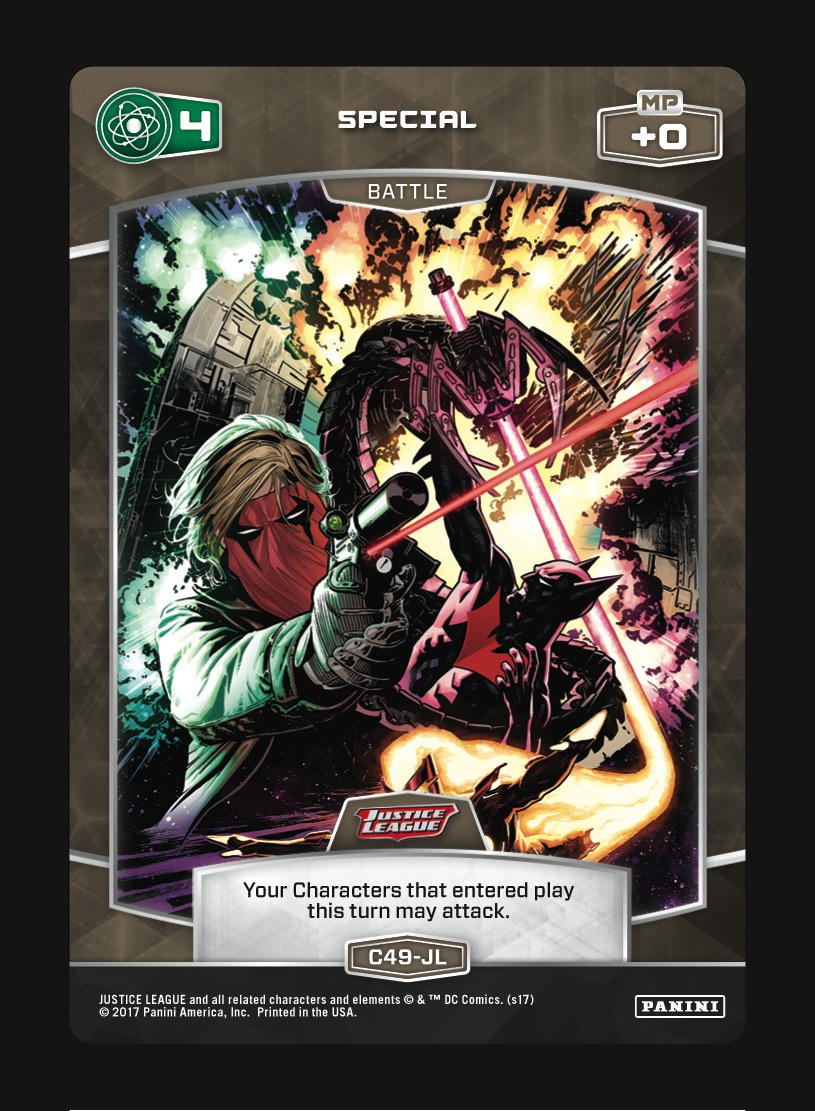 4
SPECIAL
MP
+0
BATTLE
JUSTICE
LEAGUE
Your Characters that entered play
this turn may attack.
C49-JL
JUSTICE LEAGUE and all related characters and elements © & ™ DC Comics. (s17)
© 2017 Panini America, Inc. Printed in the USA.
PANINI